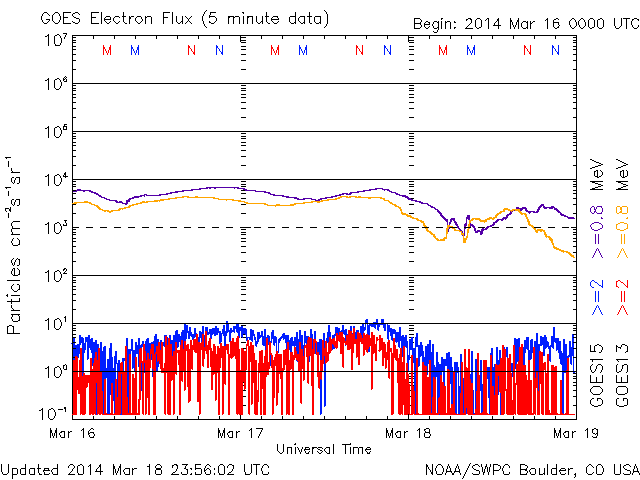 GOES Electron Flux (5 minute data)
Begin: 2014 Mar 16 0000 UTC
10⁷
M M N N M M N N M M N N
10⁶
10⁵
10⁴
10³
10²
10¹
10⁰
10⁻¹
Particles cm⁻²s⁻¹sr⁻¹
GOES15 >=2 >=0.8 MeV
GOES13 >=2 >=0.8 MeV
Mar 16 Mar 17 Mar 18 Mar 19
Universal Time
Updated 2014 Mar 18 23:56:02 UTC
NOAA/SWPC Boulder, CO USA